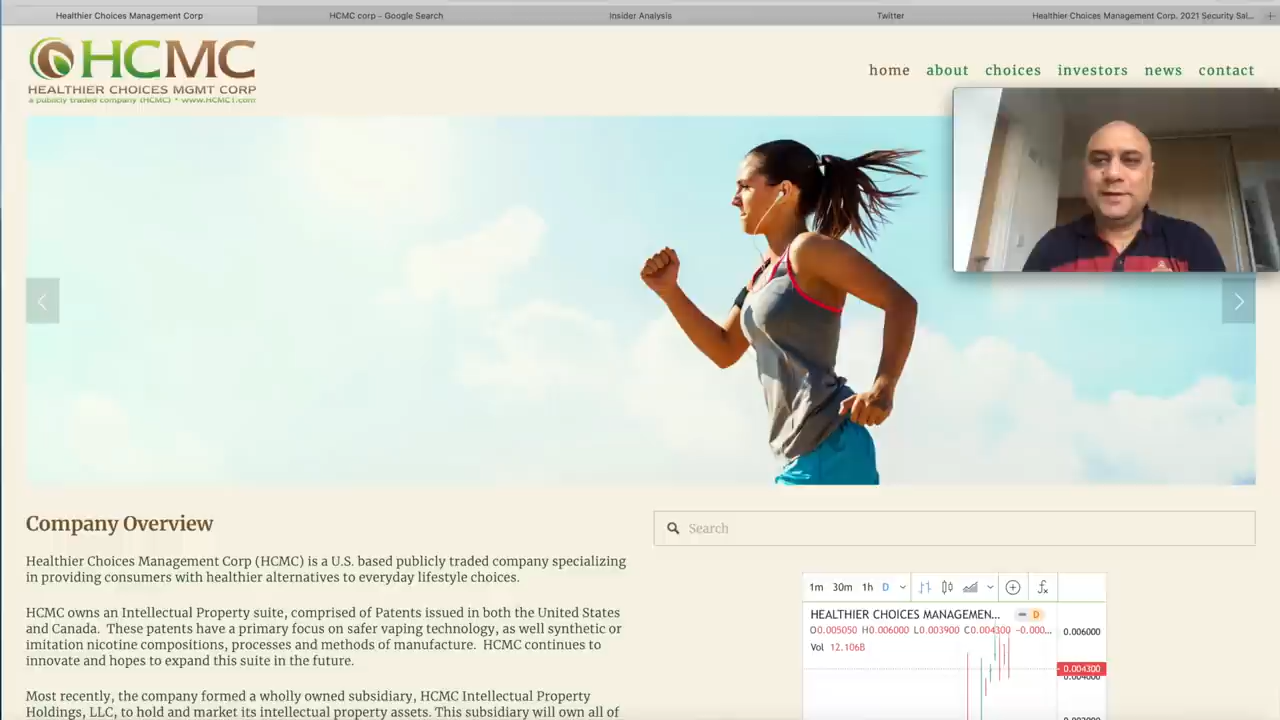 Healthier Choices Management Corp
HCMC corp - Google Search
Insider Analysis
Twitter
Healthier Choices Management Corp. 2021 Security Sal...
HCMC
HEALTHIER CHOICES MGMT CORP
a publicly traded company (HCMC) * www.HCMC1.com
home about choices investors news contact
Company Overview
Search
Healthier Choices Management Corp (HCMC) is a U.S. based publicly traded company specializing
in providing consumers with healthier alternatives to everyday lifestyle choices.
HCMC owns an Intellectual Property suite, comprised of Patents issued in both the United States
and Canada. These patents have a primary focus on safer vaping technology, as well synthetic or
imitation nicotine compositions, processes and methods of manufacture. HCMC continues to
innovate and hopes to expand this suite in the future.
Most recently, the company formed a wholly owned subsidiary, HCMC Intellectual Property
Holdings, LLC, to hold and market its intellectual property assets. This subsidiary will own all of
1m 30m 1h D
HEALTHIER CHOICES MANAGEMEN... D
O0.005050 H0.006000 L0.003900 C0.004300 -0.000...
Vol 12.106B
0.006000
0.004300
0.004000